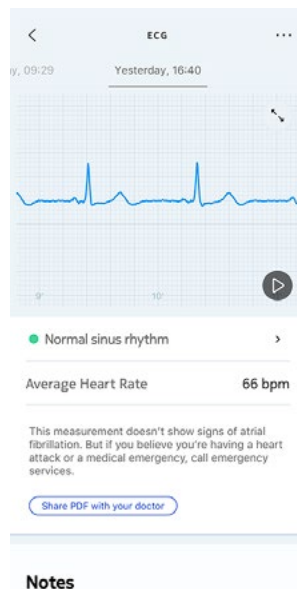 ECG
y, 09:29 Yesterday, 16:40
9' 10'
Normal sinus rhythm
Average Heart Rate 66 bpm
This measurement doesn't show signs of atrial
fibrillation. But if you believe you're having a heart
attack or a medical emergency, call emergency
services.
Share PDF with your doctor
Notes